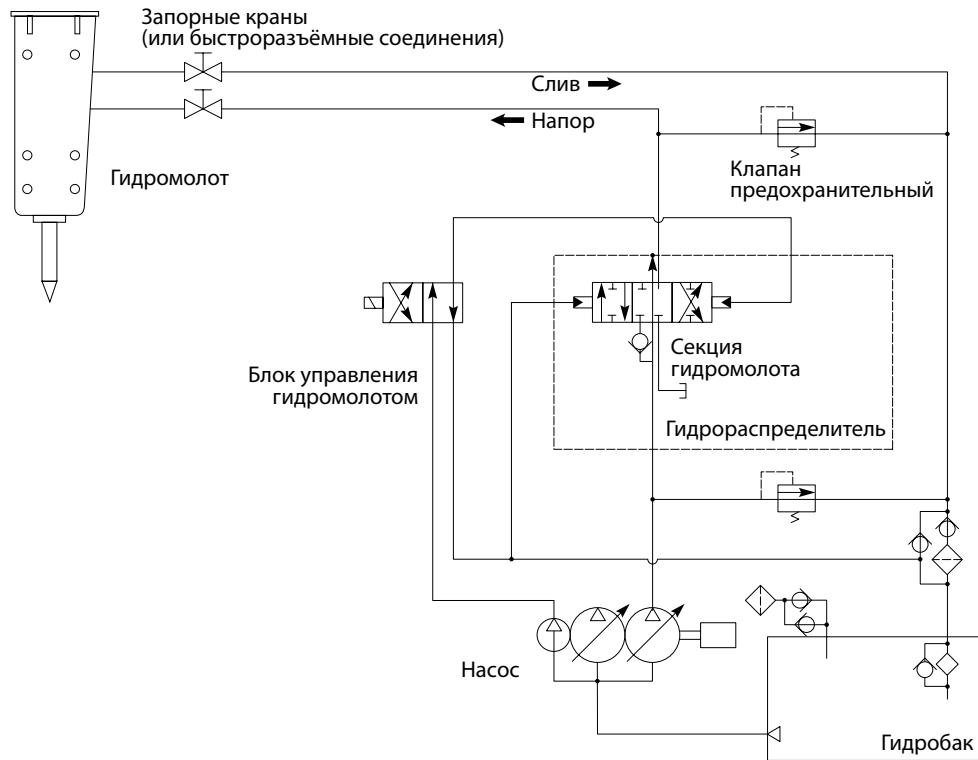 Запорные краны
(или быстроразъёмные соединения)
Слив
Напор
Гидромолот
Клапан
предохранительный
Блок управления
гидромолотом
Секция
гидромолота
Гидрораспределитель
Насос
Гидробак